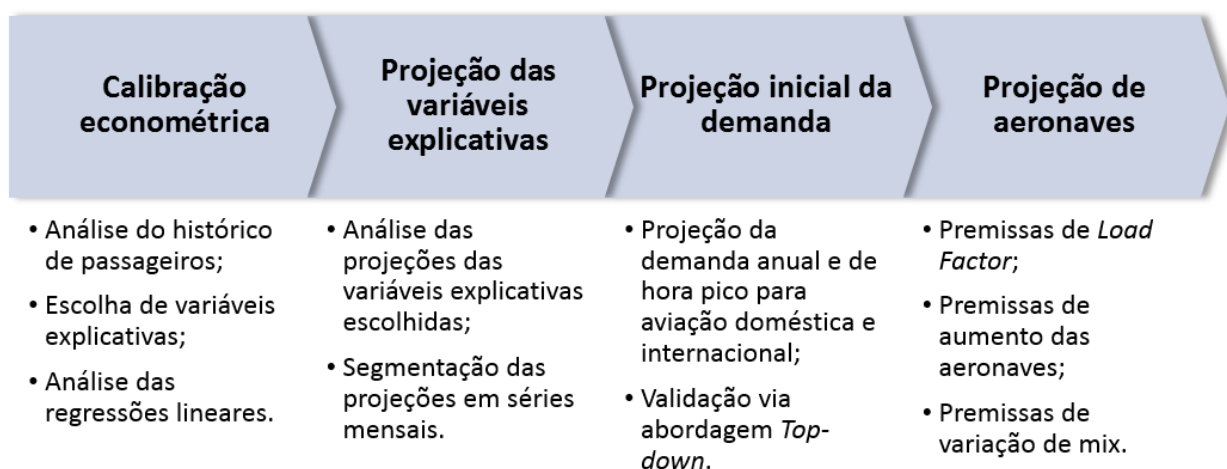 Calibração
econométrica
Projeção das
variáveis
explicativas
Projeção inicial da
demanda
Projeção de
aeronaves
• Análise do histórico
de passageiros;
• Escolha de variáveis
explicativas;
• Análise das
regressões lineares.
• Análise das
projeções das
variáveis explicativas
escolhidas;
• Segmentação das
projeções em séries
mensais.
• Projeção da
demanda anual e de
hora pico para
aviação doméstica e
internacional;
• Validação via
abordagem Top-
down.
• Premissas de Load
Factor;
• Premissas de
aumento das
aeronaves;
• Premissas de
variação de mix.